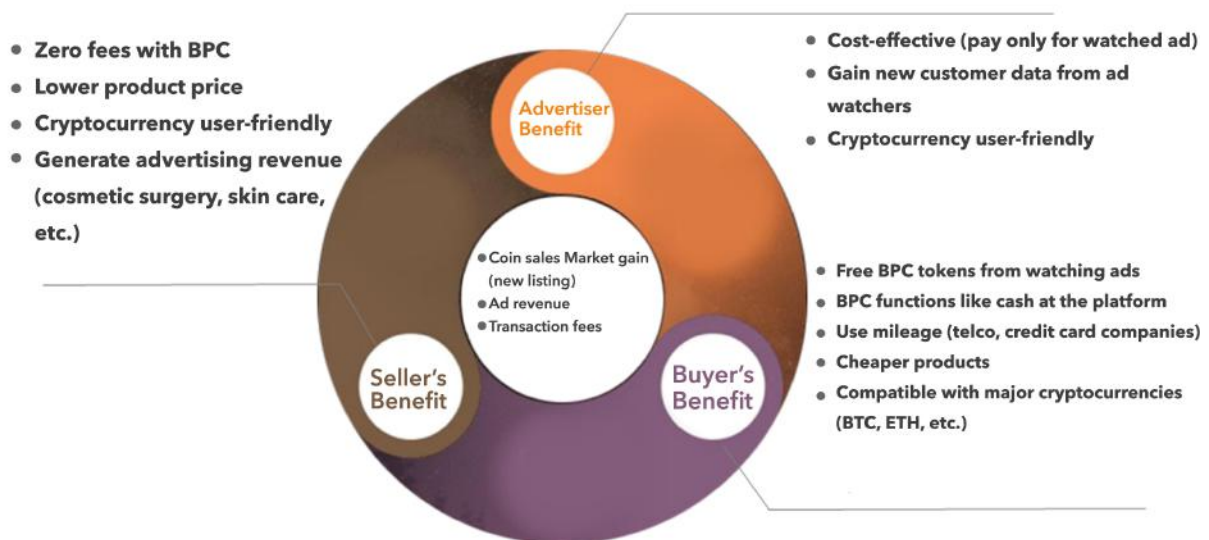 Zero fees with BPC
Lower product price
Cryptocurrency user-friendly
Generate advertising revenue
(cosmetic surgery, skin care,
etc.)
Advertiser
Benefit
Cost-effective (pay only for watched ad)
Gain new customer data from ad
watchers
Cryptocurrency user-friendly
Coin sales Market gain
(new listing)
Ad revenue
Transaction fees
Seller's
Benefit
Buyer's
Benefit
Free BPC tokens from watching ads
BPC functions like cash at the platform
Use mileage (telco, credit card companies)
Cheaper products
Compatible with major cryptocurrencies
(BTC, ETH, etc.)